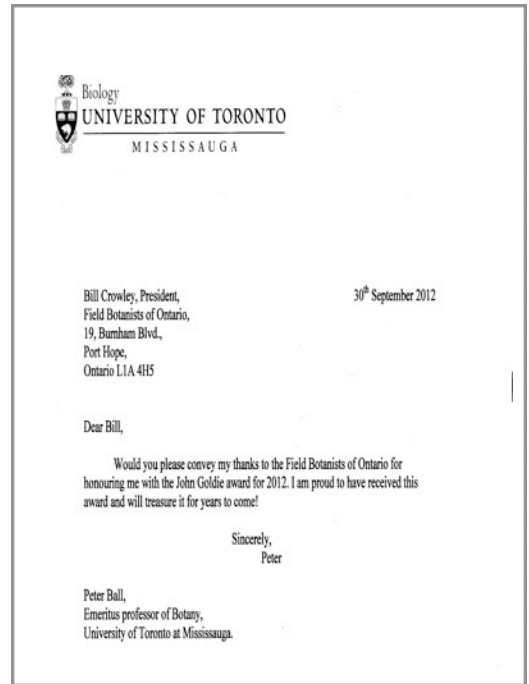 Biology
UNIVERSITY OF TORONTO
MISSISSAUGA
Bill Crowley, President,
30th September 2012
Field Botanists of Ontario,
19, Burnham Blvd.,
Port Hope,
Ontario L1A 4H5
Dear Bill,
Would you please convey my thanks to the Field Botanists of Ontario for
honouring me with the John Goldie award for 2012. I am proud to have received this
award and will treasure it for years to come!
Sincerely,
Peter
Peter Ball,
Emeritus professor of Botany,
University of Toronto at Mississauga.